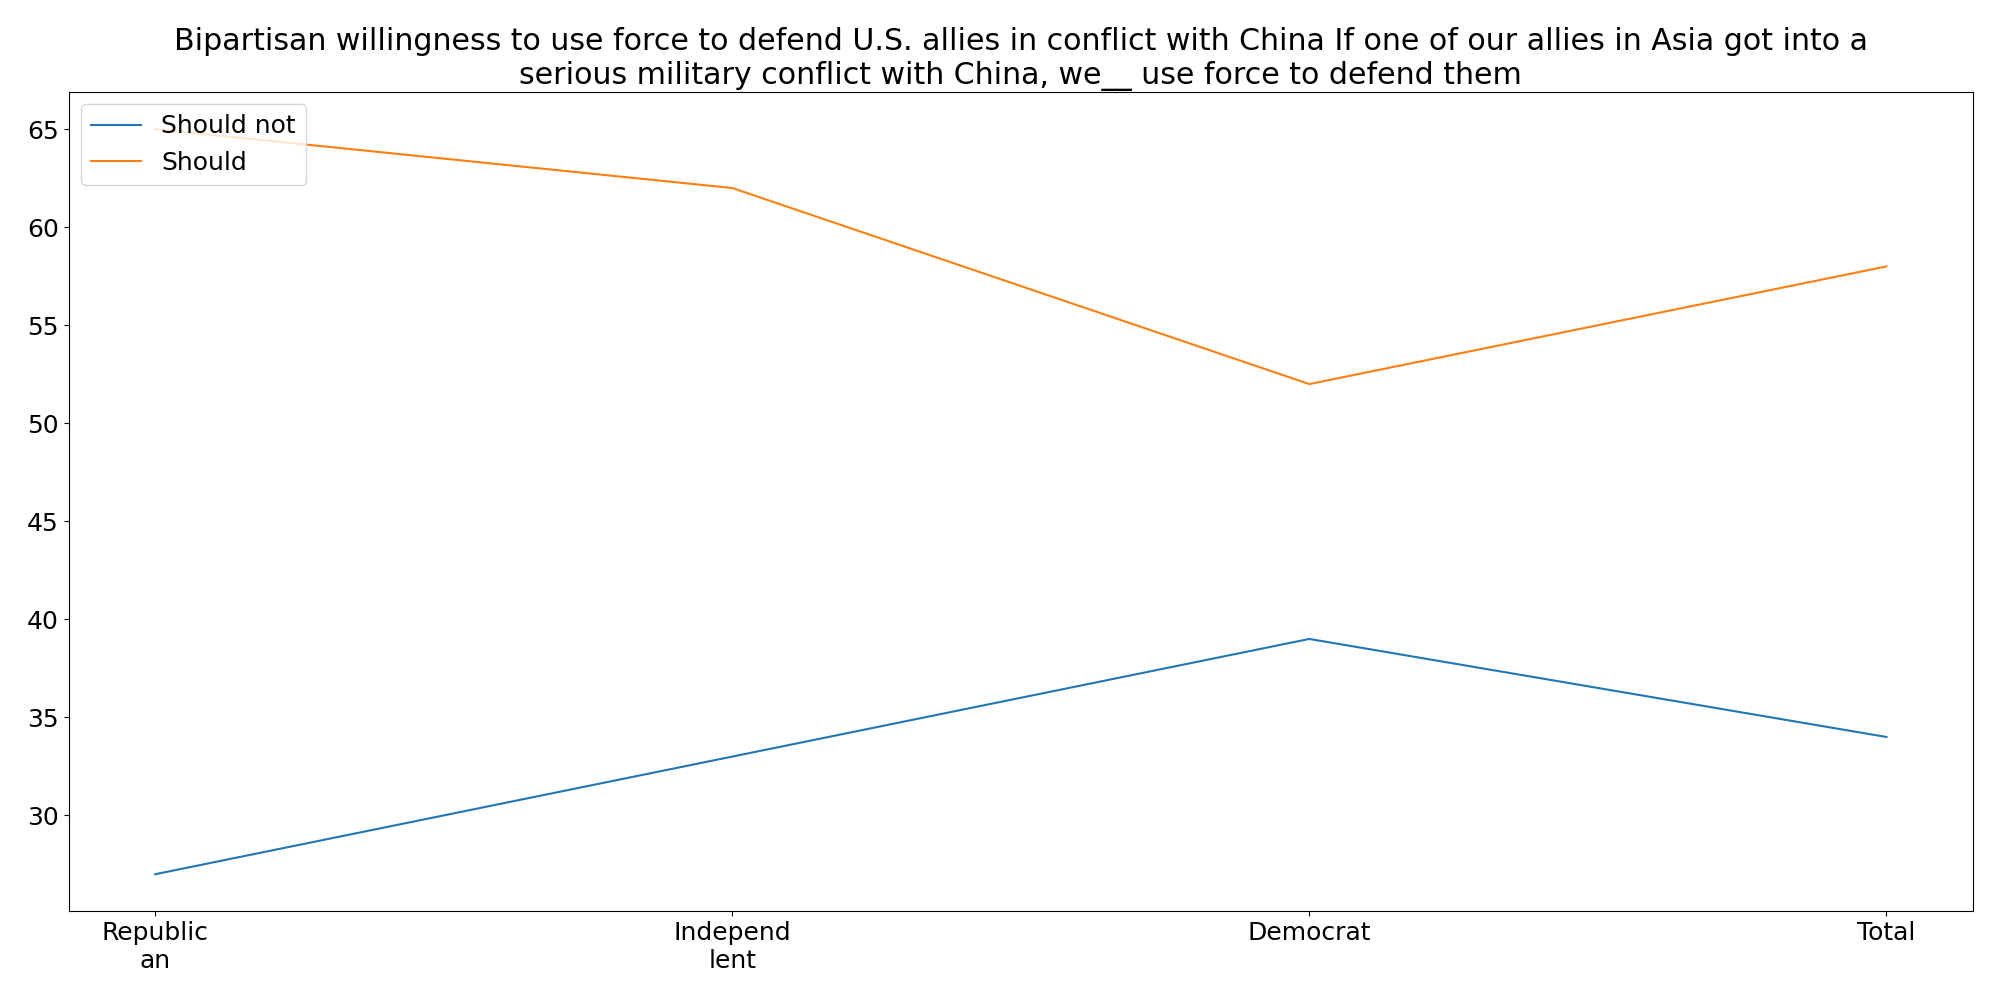 Bipartisan willingness to use force to defend U.S. allies in conflict with China If one of our allies in Asia got into a
serious military conflict with China, we__ use force to defend them
Should not
Should
65
60
55
50
45
40
35
30
Republic
an
Independ
lent
Democrat
Total